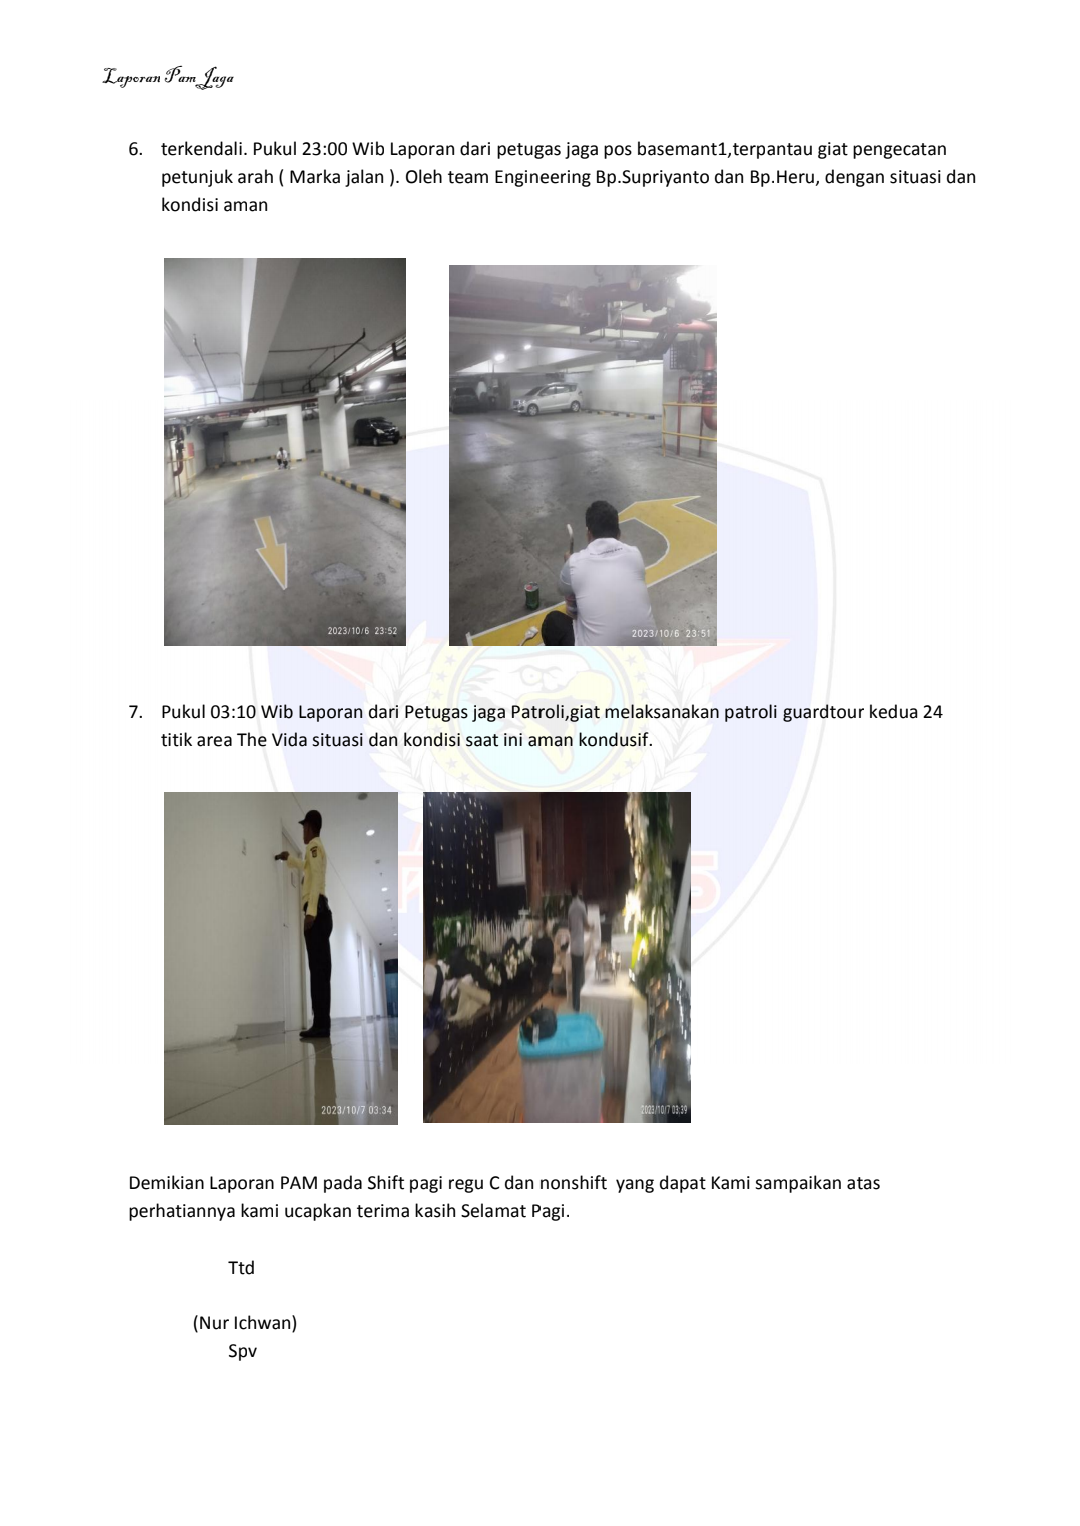 Laporan Pam Jaga
6. terkendali. Pukul 23:00 Wib Laporan dari petugas jaga pos basemant1,terpantau giat pengecatan
petunjuk arah ( Marka jalan ). Oleh team Engineering Bp.Supriyanto dan Bp.Heru, dengan situasi dan
kondisi aman
2023/10/6 23:52
2023/10/6 23:51
7. Pukul 03:10 Wib Laporan dari Petugas jaga Patroli,giat melaksanakan patroli guardtour kedua 24
titik area The Vida situasi dan kondisi saat ini aman kondusif.
2023/10/7 03:34
2023/10/7 03:39
Demikian Laporan PAM pada Shift pagi regu C dan nonshift  yang dapat Kami sampaikan atas
perhatiannya kami ucapkan terima kasih Selamat Pagi.
Ttd
(Nur Ichwan)
Spv